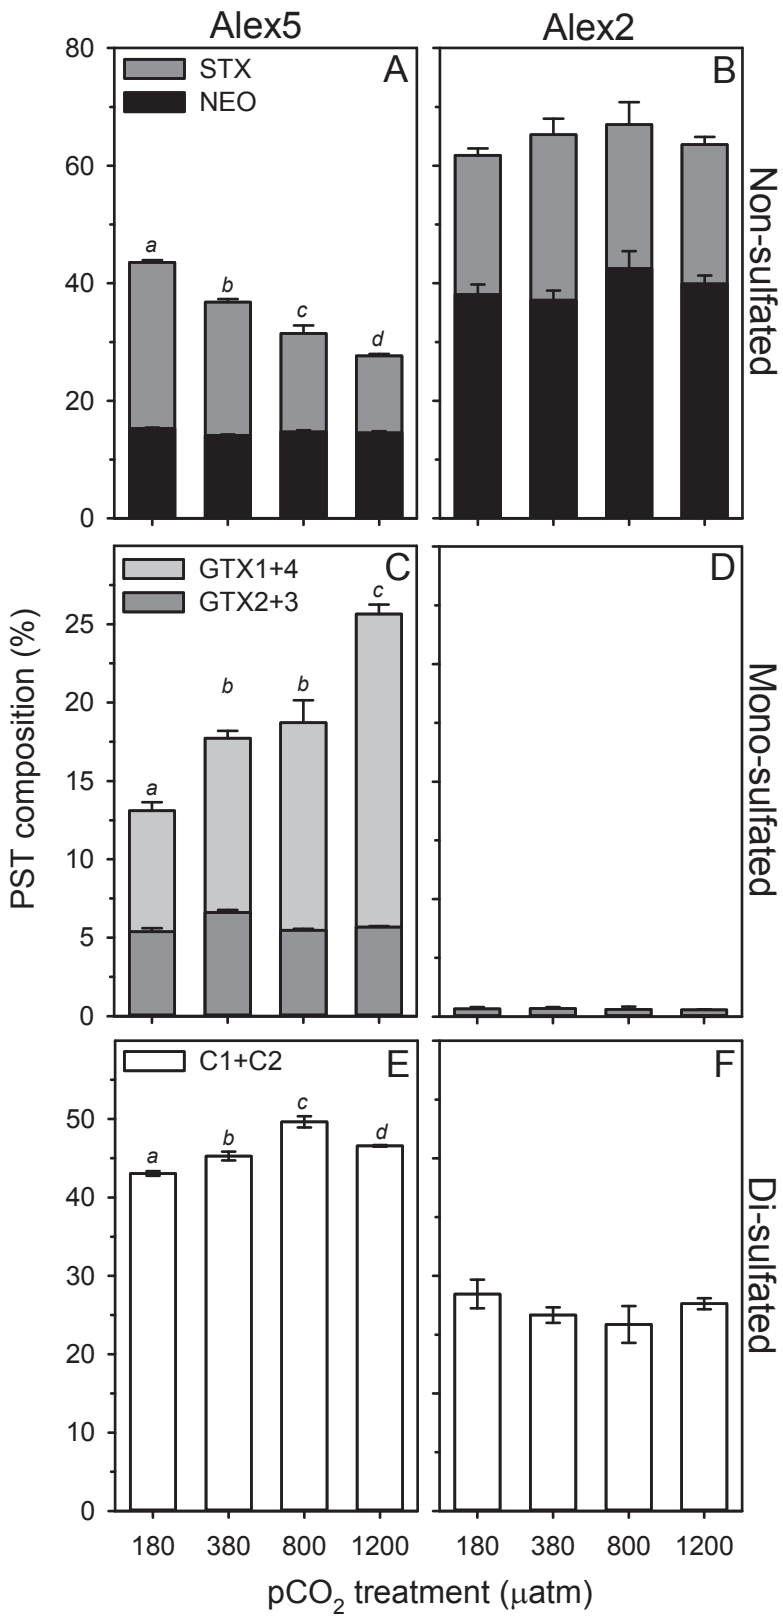 Alex5 Alex2
80
60
40
20
0
STX
NEO
A
a
b
c
d
B
Non-sulfated
PST composition (%)
25
20
15
10
5
0
GTX1+4
GTX2+3
C
a
b
b
c
D
Mono-sulfated
50
40
30
20
10
0
C1+C2
E
a
b
c
d
F
Di-sulfated
180 380 800 1200 180 380 800 1200
pCO₂ treatment (µatm)